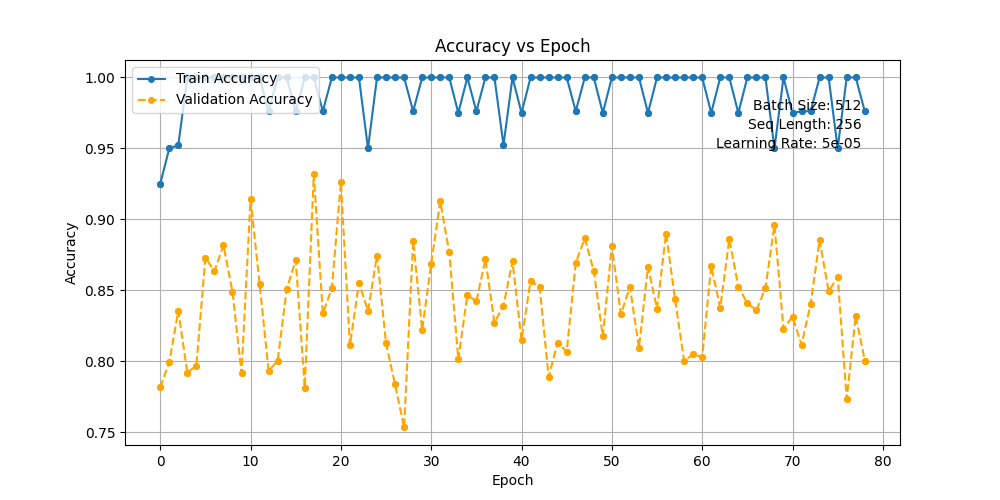 Accuracy vs Epoch
1.00
0.95
0.90
0.85
0.80
0.75
Accuracy
Train Accuracy
Validation Accuracy
Batch Size: 512
Seq Length: 256
Learning Rate: 5e-05
0 10 20 30 40 50 60 70 80
Epoch